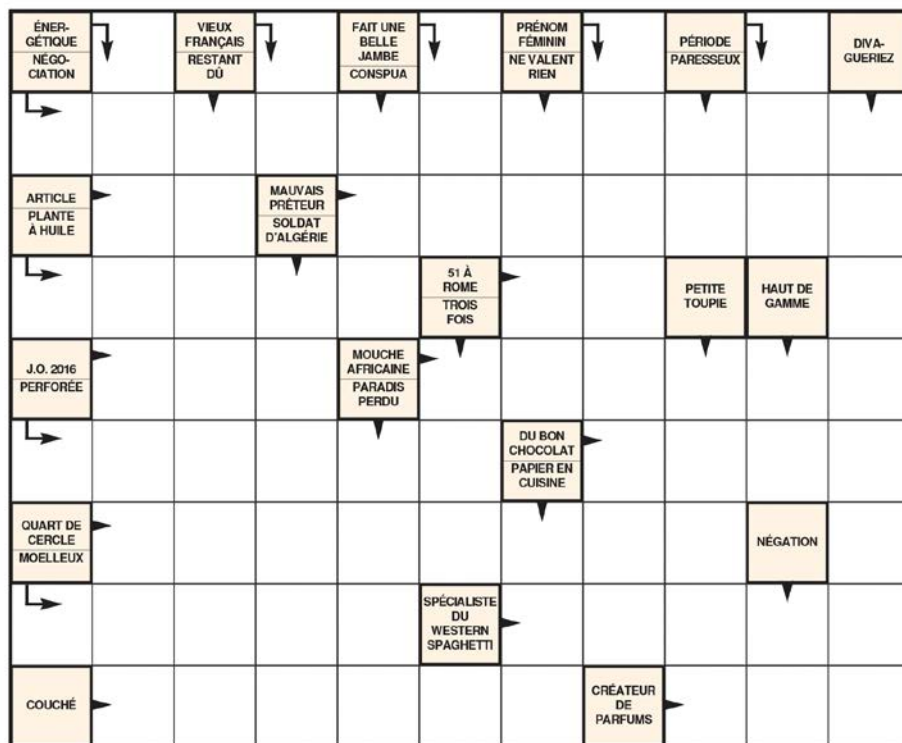 ÉNER-
GÉTIQUE
NÉGO-
CIATION
VIEUX
FRANÇAIS
RESTANT
DÛ
FAIT UNE
BELLE
JAMBE
CONSPUA
PRÉNOM
FÉMININ
NE VALENT
RIEN
PÉRIODE
PARESSEUX
DIVA-
GUERIEZ
ARTICLE
PLANTE
À HUILE
MAUVAIS
PRÊTEUR
SOLDAT
D'ALGÉRIE
51 À
ROME
TROIS
FOIS
PETITE
TOUPIE
HAUT DE
GAMME
J.O. 2016
PERFORÉE
MOUCHE
AFRICAINE
PARADIS
PERDU
DU BON
CHOCOLAT
PAPIER EN
CUISINE
QUART DE
CERCLE
MOELLEUX
NÉGATION
SPÉCIALISTE
DU
WESTERN
SPAGHETTI
COUCHÉ
CRÉATEUR
DE
PARFUMS